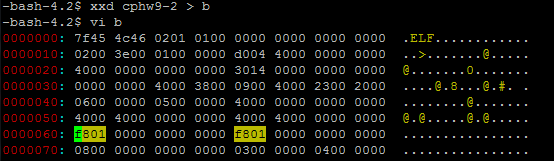 -bash-4.2$ xxd cphw9-2 > b
-bash-4.2$ vi b
0000000: 7f45 4c46 0201 0100 0000 0000 0000 0000 .ELF............
0000010: 0200 3e00 0100 0000 d004 4000 0000 0000 ..>.......@.....
0000020: 4000 0000 0000 0000 3014 0000 0000 0000 @.......0.......
0000030: 0000 0000 4000 3800 0900 4000 2300 2000 ....@.8...@.#. .
0000040: 0600 0000 0500 0000 4000 0000 0000 0000 ........@.......
0000050: 4000 4000 0000 0000 4000 4000 0000 0000 @.@.....@.@.....
0000060: f801 0000 0000 0000 f801 0000 0000 0000 ................
0000070: 0800 0000 0000 0000 0300 0000 0400 0000 ................